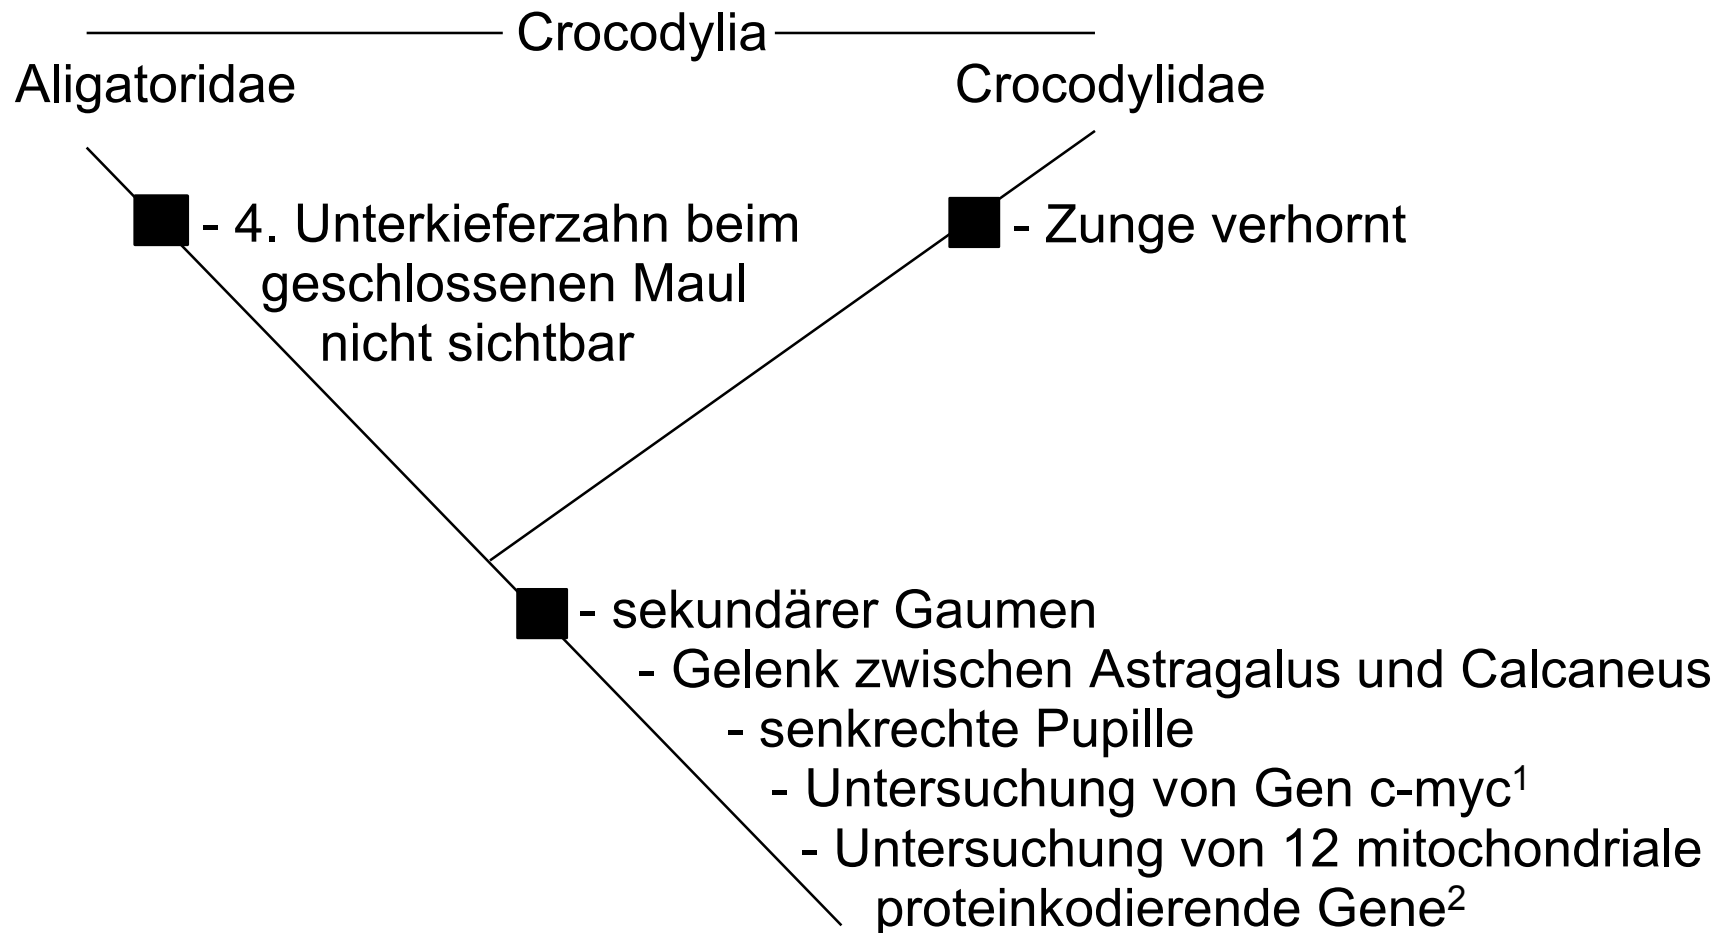 Crocodylia
Aligatoridae
Crocodylidae
- 4. Unterkieferzahn beim
geschlossenen Maul
nicht sichtbar
- Zunge verhornt
- sekundärer Gaumen
- Gelenk zwischen Astragalus und Calcaneus
- senkrechte Pupille
- Untersuchung von Gen c-myc¹
- Untersuchung von 12 mitochondriale
proteinkodierende Gene²